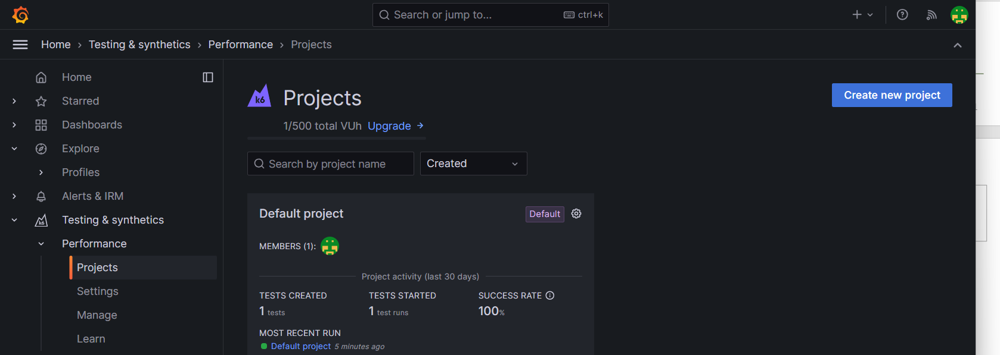 Search or jump to... ctrl+k
Home › Testing & synthetics › Performance › Projects
Home
Starred
Dashboards
Explore
Profiles
Alerts & IRM
k6 Testing & synthetics
Performance
Projects
Settings
Manage
Learn
k6 Projects
Create new project
1/500 total VUh Upgrade →
Search by project name Created
Default project Default
MEMBERS (1):
Project activity (last 30 days)
TESTS CREATED TESTS STARTED SUCCESS RATE
1 tests 1 test runs 100%
MOST RECENT RUN
Default project 5 minutes ago